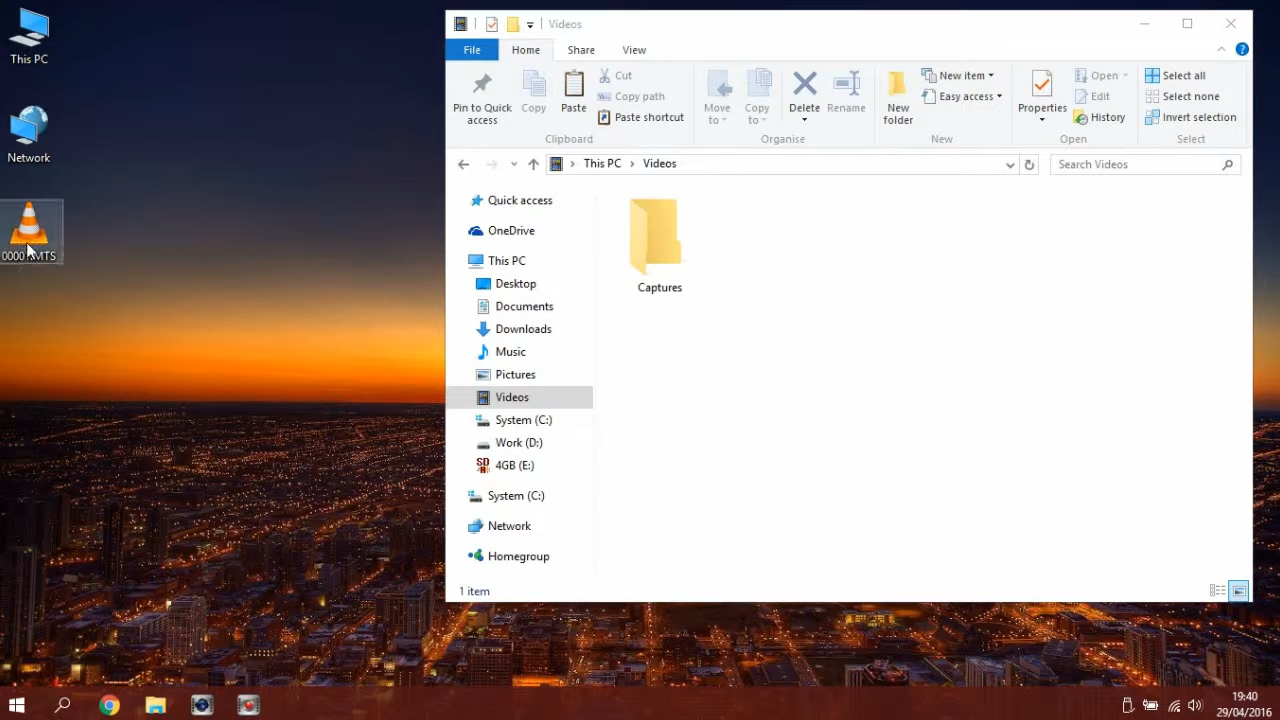 This PC
Network
MTS
Videos
File
Home
Share
View
Pin to Quick
access
Copy
Paste
Cut
Copy path
Paste shortcut
Clipboard
Move
to
Copy
to
Delete
Rename
Organise
New
folder
New item
Easy access
New
Properties
Open
Edit
History
Open
Select all
Select none
Invert selection
Select
This PC
Videos
Search Videos
Quick access
OneDrive
This PC
Desktop
Documents
Downloads
Music
Pictures
Videos
System (C:)
Work (D:)
4GB (E:)
System (C:)
Network
Homegroup
Captures
1 item
19:40
29/04/2016